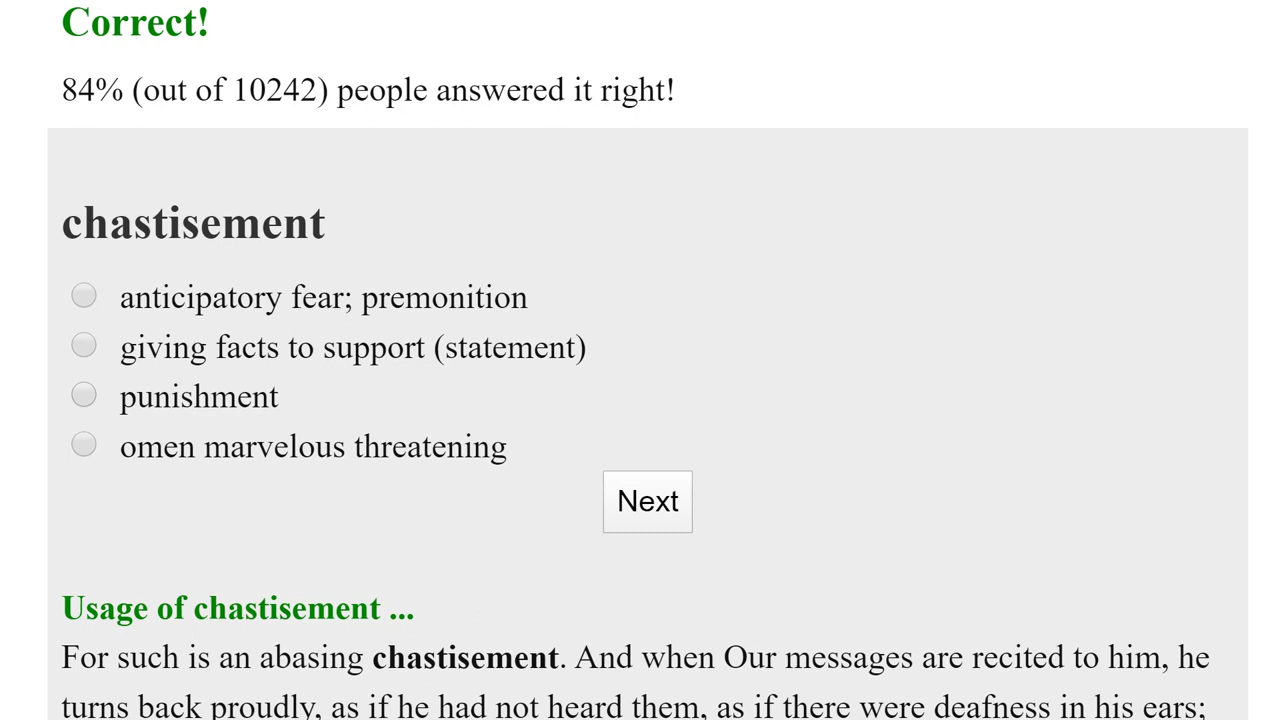 Correct!
84% (out of 10242) people answered it right!
chastisement
anticipatory fear; premonition
giving facts to support (statement)
punishment
omen marvelous threatening
Next
Usage of chastisement ...
For such is an abasing chastisement. And when Our messages are recited to him, he
turns back proudly, as if he had not heard them, as if there were deafness in his ears: